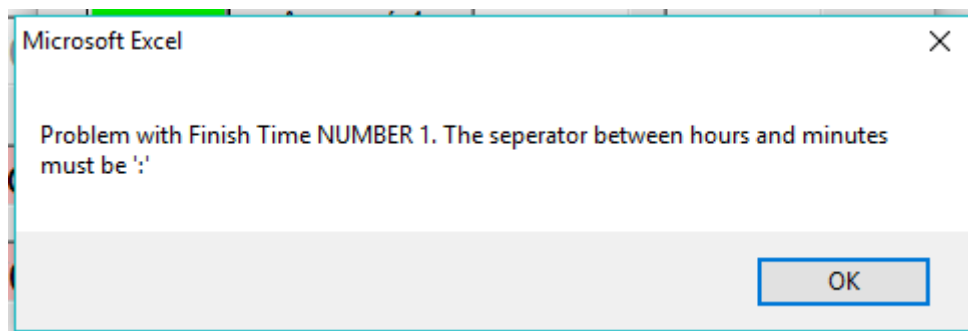 Microsoft Excel
Problem with Finish Time NUMBER 1. The seperator between hours and minutes
must be ':'
OK